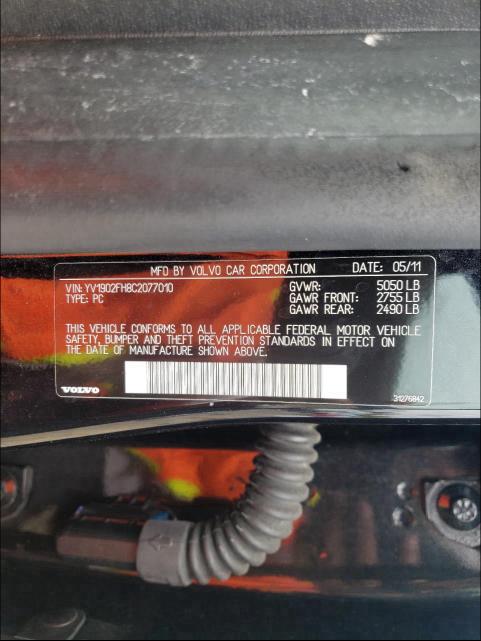 MFD BY VOLVO CAR CORPORATION DATE: 05/11
VIN: YV1902FH8C2077010 GVWR: 5050 LB
TYPE: PC GAWR FRONT: 2755 LB
GAWR REAR: 2490 LB
THIS VEHICLE CONFORMS TO ALL APPLICABLE FEDERAL MOTOR VEHICLE
SAFETY, BUMPER AND THEFT PREVENTION STANDARDS IN EFFECT ON
THE DATE OF MANUFACTURE SHOWN ABOVE.
VOLVO 31276842